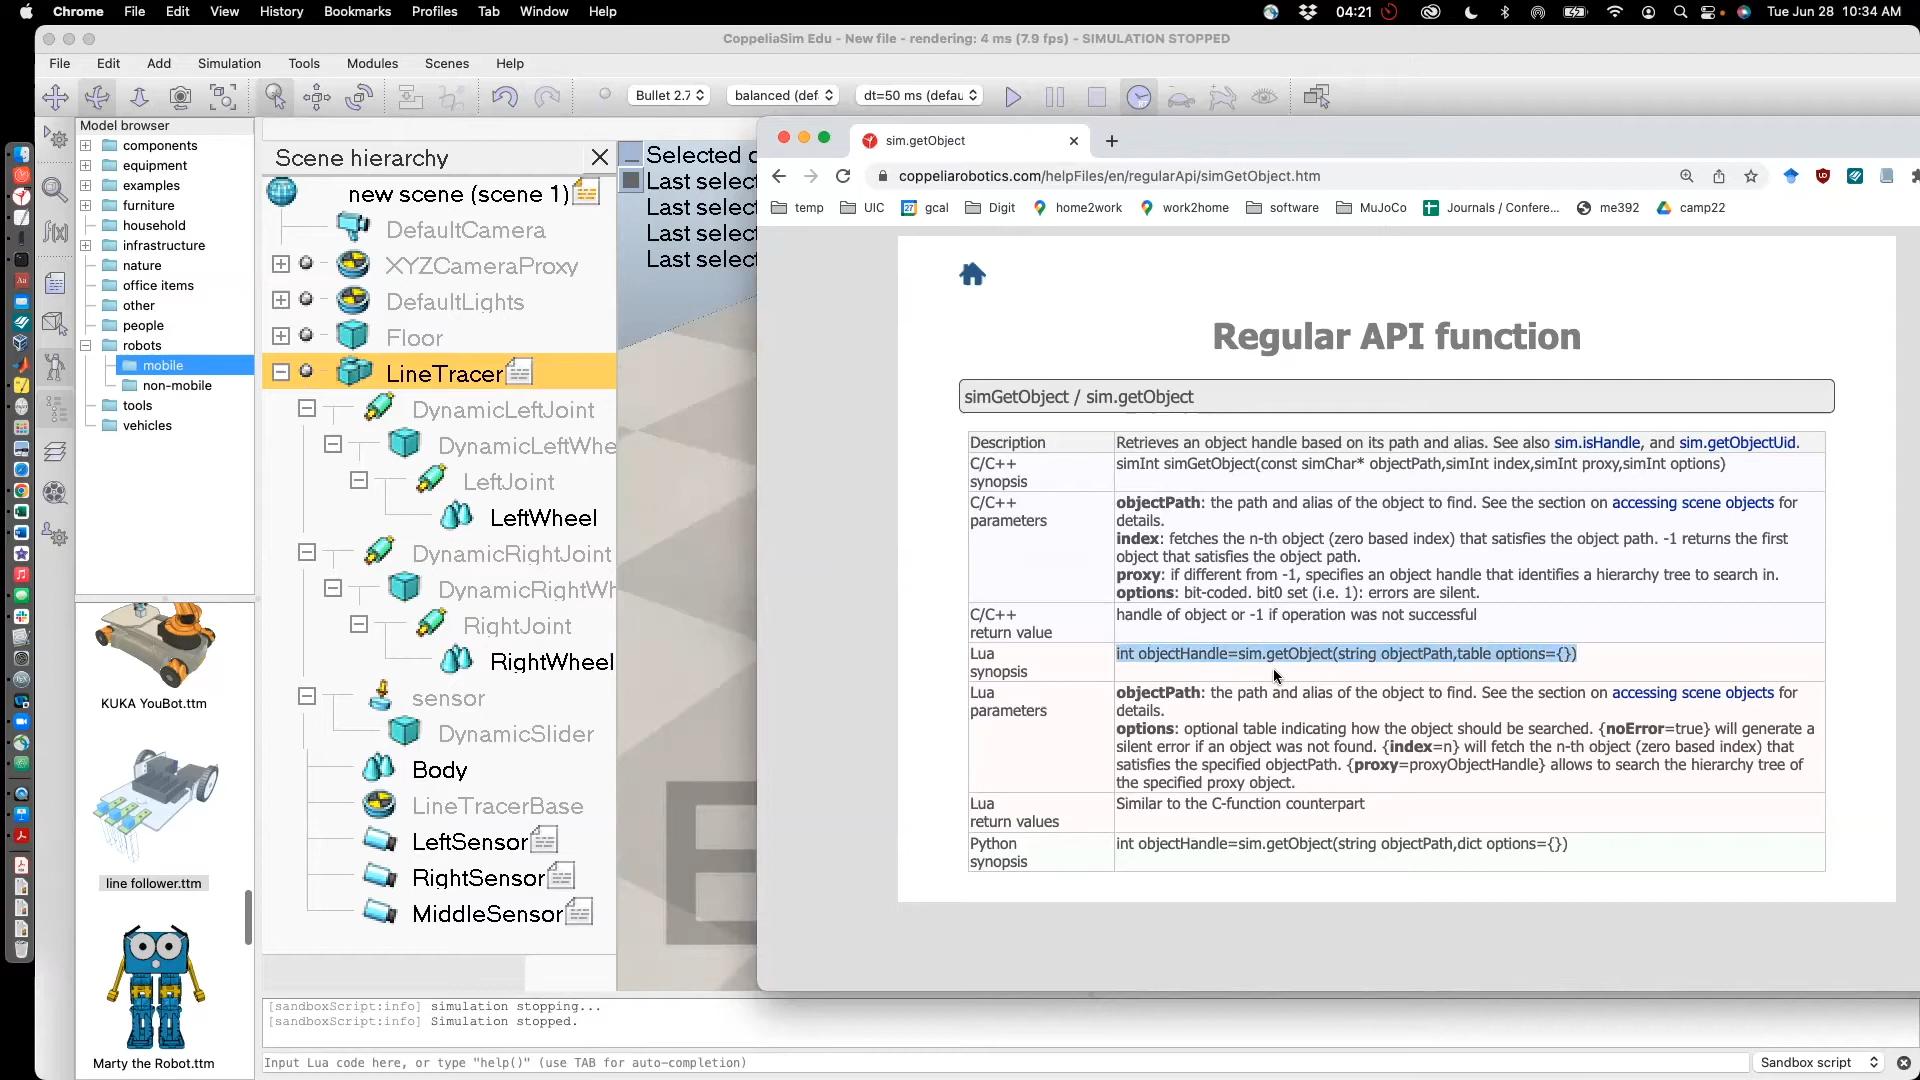 Chrome File Edit View History Bookmarks Profiles Tab Window Help
04:21
Tue Jun 28 10:34 AM
CoppeliaSim Edu - New file - rendering: 4 ms (7.9 fps) - SIMULATION STOPPED
File Edit Add Simulation Tools Modules Scenes Help
Bullet 2.7
balanced (def
dt=50 ms (defau
Model browser
components
equipment
examples
furniture
household
infrastructure
nature
office items
other
people
robots
mobile
non-mobile
tools
vehicles
KUKA YouBot.ttm
line follower.ttm
Marty the Robot.ttm
Scene hierarchy
new scene (scene 1)
DefaultCamera
XYZCameraProxy
DefaultLights
Floor
LineTracer
DynamicLeftJoint
DynamicLeftWhe
LeftJoint
LeftWheel
DynamicRightJoint
DynamicRightWh
RightJoint
RightWheel
sensor
DynamicSlider
Body
LineTracerBase
LeftSensor
RightSensor
MiddleSensor
Selected
Last selec
Last selec
Last selec
Last selec
sim.getObject
coppeliarobotics.com/helpFiles/en/regularApi/simGetObject.htm
temp UIC gcal Digit home2work work2home software MuJoCo Journals / Confere... me392 camp22
Regular API function
simGetObject / sim.getObject
Description
Retrieves an object handle based on its path and alias. See also sim.isHandle, and sim.getObjectUid.
C/C++
synopsis
simInt simGetObject(const simChar* objectPath,simInt index,simInt proxy,simInt options)
C/C++
parameters
objectPath: the path and alias of the object to find. See the section on accessing scene objects for
details.
index: fetches the n-th object (zero based index) that satisfies the object path. -1 returns the first
object that satisfies the object path.
proxy: if different from -1, specifies an object handle that identifies a hierarchy tree to search in.
options: bit-coded. bit0 set (i.e. 1): errors are silent.
C/C++
return value
handle of object or -1 if operation was not successful
Lua
synopsis
int objectHandle=sim.getObject(string objectPath,table options={})
Lua
parameters
objectPath: the path and alias of the object to find. See the section on accessing scene objects for
details.
options: optional table indicating how the object should be searched. {noError=true} will generate a
silent error if an object was not found. {index=n} will fetch the n-th object (zero based index) that
satisfies the specified objectPath. {proxy=proxyObjectHandle} allows to search the hierarchy tree of
the specified proxy object.
Lua
return values
Similar to the C-function counterpart
Python
synopsis
int objectHandle=sim.getObject(string objectPath,dict options={})
[sandboxScript:info] simulation stopping...
[sandboxScript:info] Simulation stopped.
Input Lua code here, or type "help()" (use TAB for auto-completion)
Sandbox script